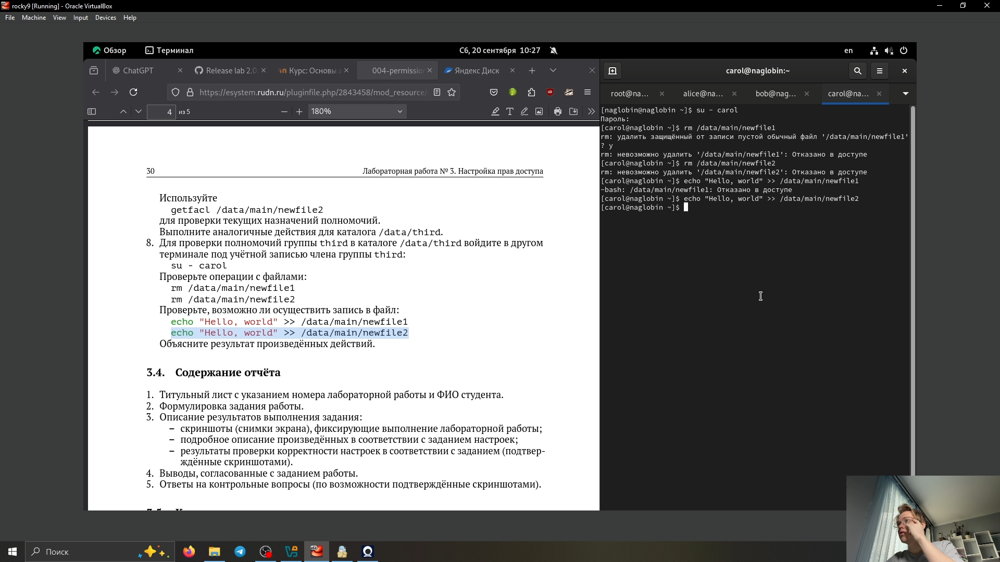 rocky9 [Running] - Oracle VirtualBox
File Machine View Input Devices Help
Обзор Терминал Сб, 20 сентября 10:27 en
ChatGPT Release lab 2.0 Курс: Основы а 004-permission Яндекс Диск
https://esystem.rudn.ru/pluginfile.php/2843458/mod_resource/
4 из 5 180%
30 Лабораторная работа № 3. Настройка прав доступа
Используйте
getfacl /data/main/newfile2
для проверки текущих назначений полномочий.
Выполните аналогичные действия для каталога /data/third.
8. Для проверки полномочий группы third в каталоге /data/third войдите в другом
терминале под учётной записью члена группы third:
su - carol
Проверьте операции с файлами:
rm /data/main/newfile1
rm /data/main/newfile2
Проверьте, возможно ли осуществить запись в файл:
echo "Hello, world" >> /data/main/newfile1
echo "Hello, world" >> /data/main/newfile2
Объясните результат произведённых действий.
3.4. Содержание отчёта
1. Титульный лист с указанием номера лабораторной работы и ФИО студента.
2. Формулировка задания работы.
3. Описание результатов выполнения задания:
– скриншоты (снимки экрана), фиксирующие выполнение лабораторной работы;
– подробное описание произведённых в соответствии с заданием настроек;
– результаты проверки корректности настроек в соответствии с заданием (подтвер-
ждённые скриншотами).
4. Выводы, согласованные с заданием работы.
5. Ответы на контрольные вопросы (по возможности подтверждённые скриншотами).
carol@naglobin:~
root@na... alice@na... bob@nag... carol@na...
[naglobin@naglobin ~]$ su - carol
Пароль:
[carol@naglobin ~]$ rm /data/main/newfile1
rm: удалить защищённый от записи пустой обычный файл '/data/main/newfile1'
? y
rm: невозможно удалить '/data/main/newfile1': Отказано в доступе
[carol@naglobin ~]$ rm /data/main/newfile2
rm: невозможно удалить '/data/main/newfile2': Отказано в доступе
[carol@naglobin ~]$ echo "Hello, world" >> /data/main/newfile1
-bash: /data/main/newfile1: Отказано в доступе
[carol@naglobin ~]$ echo "Hello, world" >> /data/main/newfile2
[carol@naglobin ~]$
Поиск